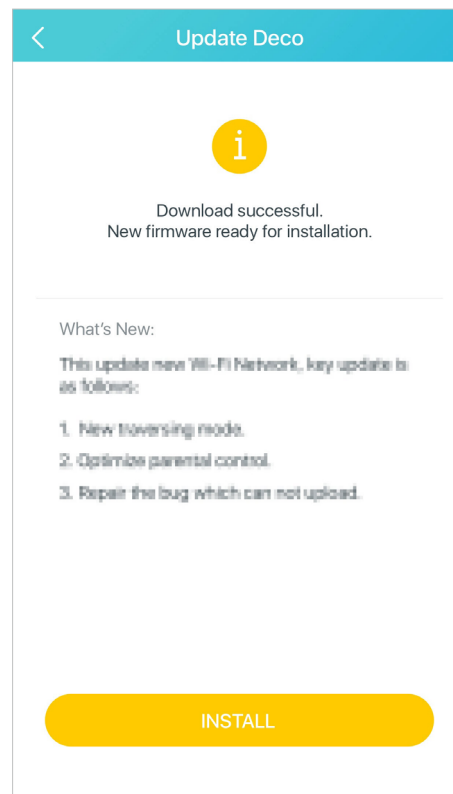 Update Deco
i
Download successful.
New firmware ready for installation.
What's New:
This update new Wi-Fi Network, key update is
as follows:
1. New traversing mode.
2. Optimize parental control.
3. Repair the bug which can not upload.
INSTALL